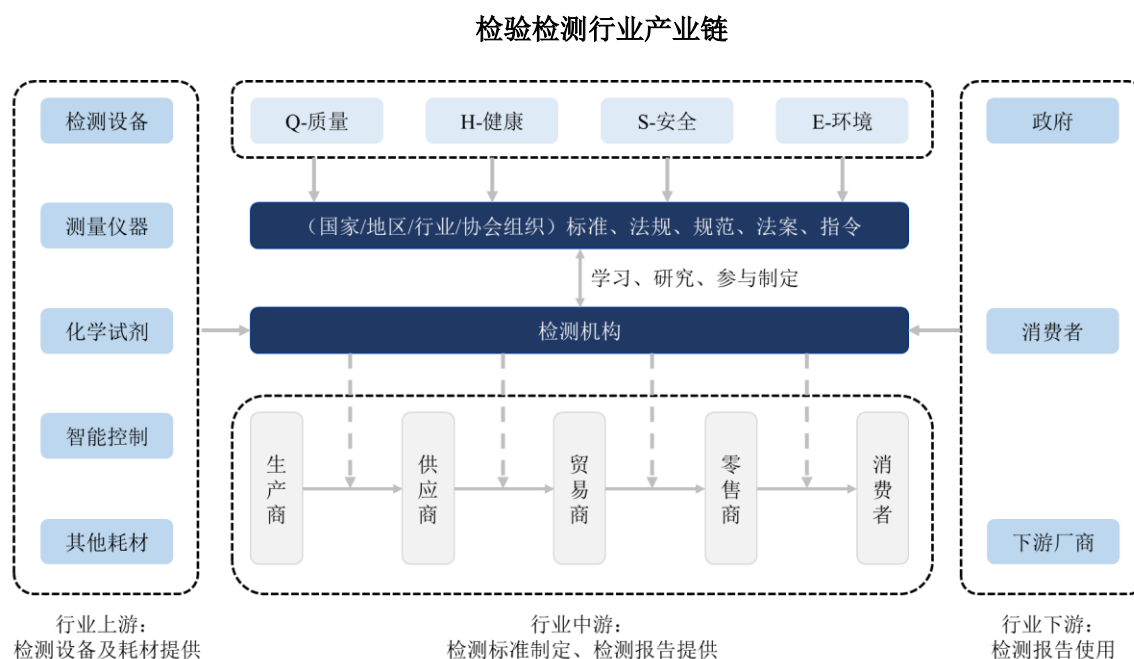 检验检测行业产业链
检测设备
测量仪器
化学试剂
智能控制
其他耗材
行业上游：
检测设备及耗材提供
Q-质量
H-健康
S-安全
E-环境
（国家/地区/行业/协会组织）标准、法规、规范、法案、指令
学习、研究、参与制定
检测机构
生产商
供应商
贸易商
零售商
消费者
行业中游：
检测标准制定、检测报告提供
政府
消费者
下游厂商
行业下游：
检测报告使用